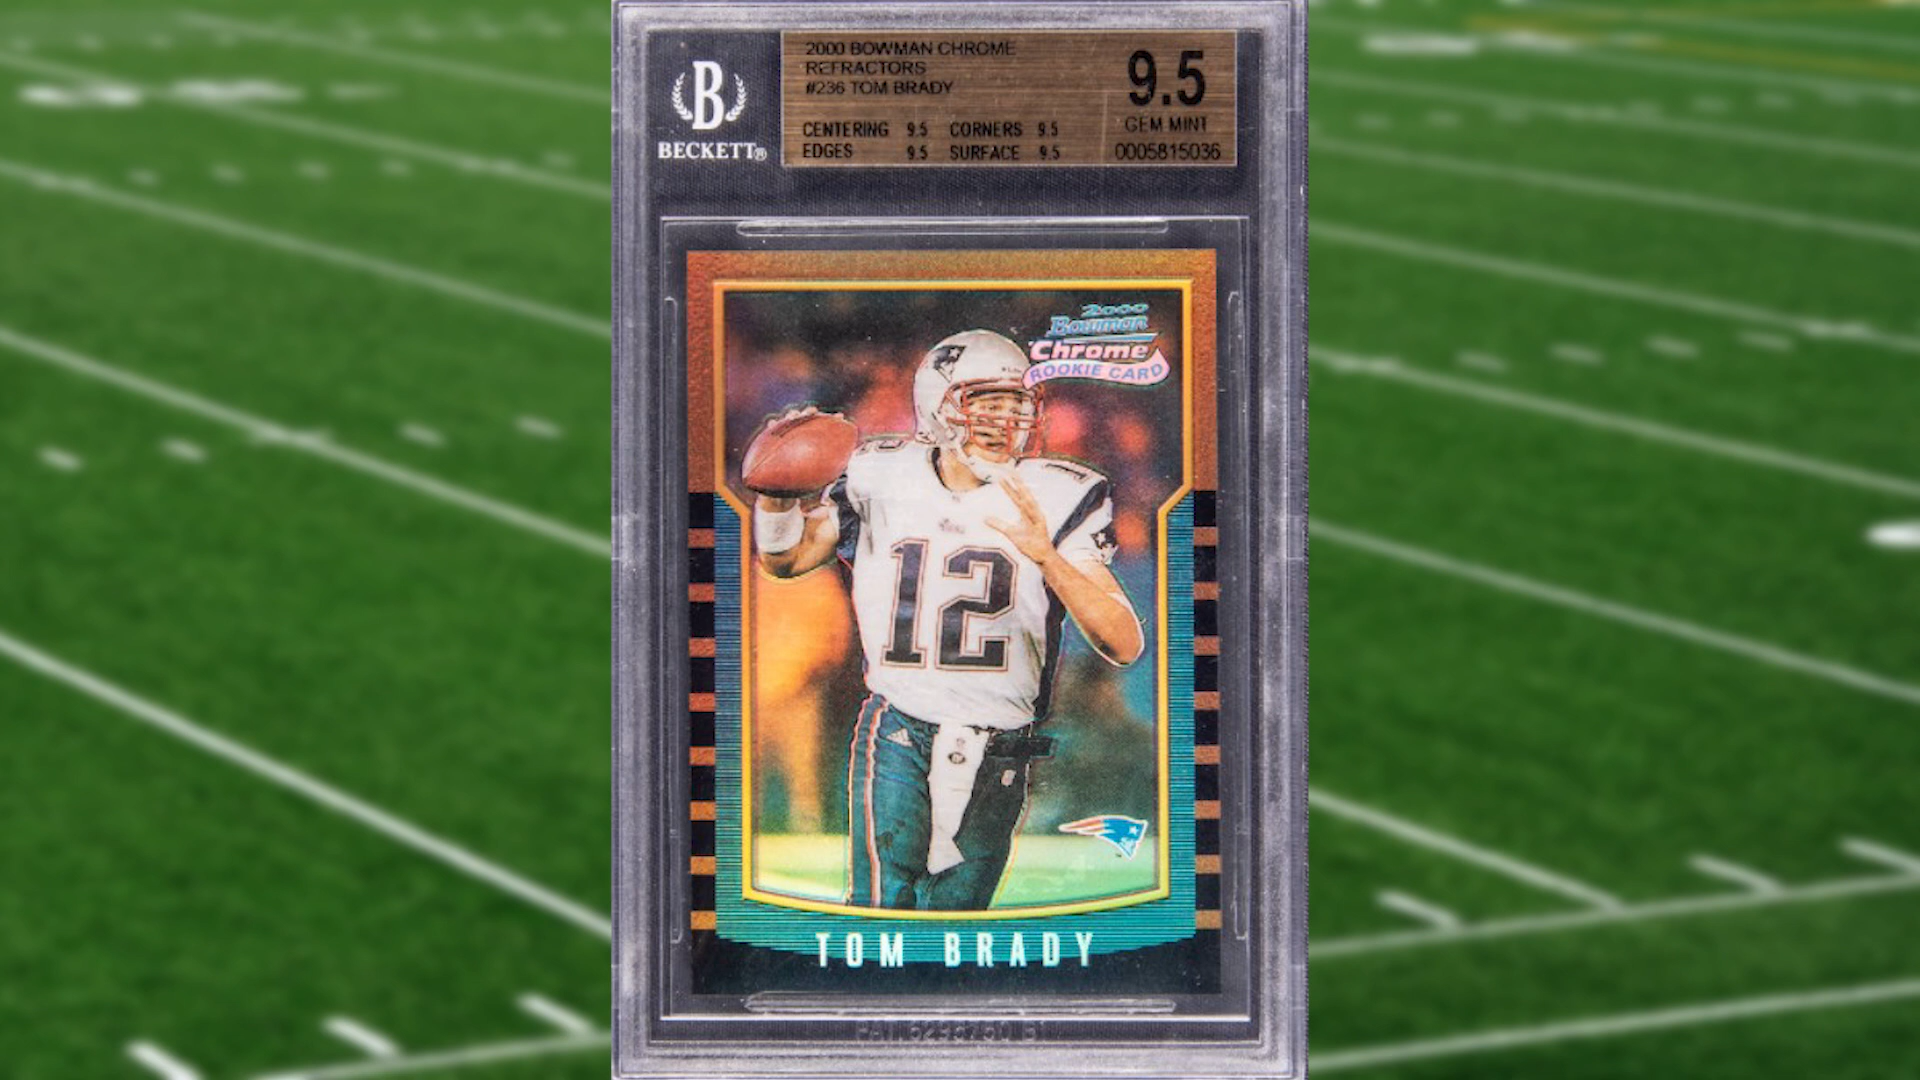 2000 BOWMAN CHROME
REFRACTORS
#236 TOM BRADY
9.5
GEM MINT
0005815036
CENTERING 9.5 CORNERS 9.5
EDGES 9.5 SURFACE 9.5
B
BECKETT®
2000
Bowman
Chrome
ROOKIE CARD
12
TOM BRADY